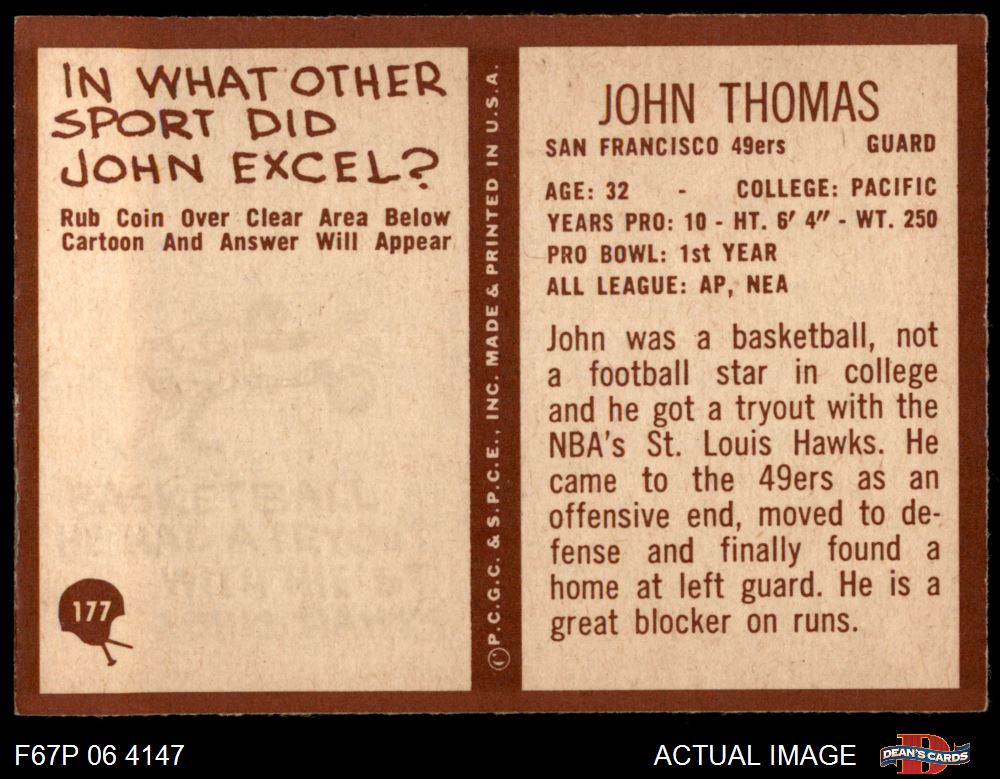 IN WHAT OTHER
SPORT DID
JOHN EXCEL?
Rub Coin Over Clear Area Below
Cartoon And Answer Will Appear
BASKETBALL
177
©P.C.G.C. & S.P.C.E., INC. MADE & PRINTED IN U.S.A.
JOHN THOMAS
SAN FRANCISCO 49ers GUARD
AGE: 32 - COLLEGE: PACIFIC
YEARS PRO: 10 - HT. 6' 4" - WT. 250
PRO BOWL: 1st YEAR
ALL LEAGUE: AP, NEA
John was a basketball, not
a football star in college
and he got a tryout with the
NBA's St. Louis Hawks. He
came to the 49ers as an
offensive end, moved to de-
fense and finally found a
home at left guard. He is a
great blocker on runs.
F67P 06 4147
ACTUAL IMAGE
DEAN'S CARDS